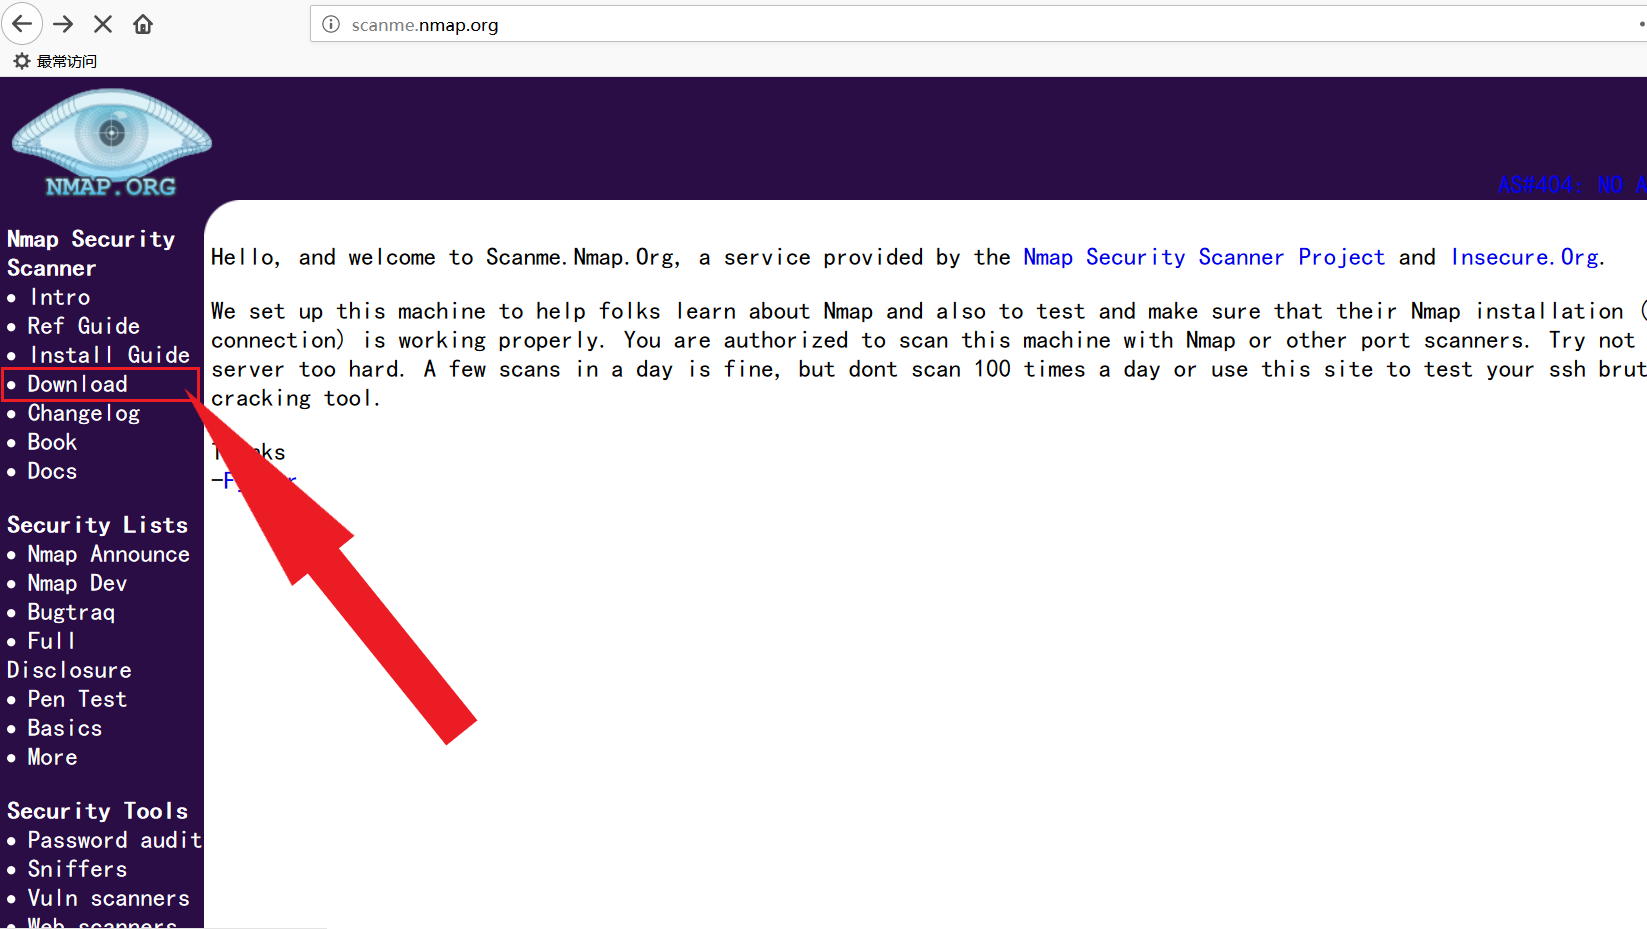 scanme.nmap.org
最常访问
NMAP.ORG
AS#404: NO A
Nmap Security
Scanner
• Intro
• Ref Guide
• Install Guide
• Download
• Changelog
• Book
• Docs
Security Lists
• Nmap Announce
• Nmap Dev
• Bugtraq
• Full
Disclosure
• Pen Test
• Basics
• More
Security Tools
• Password audit
• Sniffers
• Vuln scanners
• Web scanners
Hello, and welcome to Scanme.Nmap.Org, a service provided by the Nmap Security Scanner Project and Insecure.Org.
We set up this machine to help folks learn about Nmap and also to test and make sure that their Nmap installation (
connection) is working properly. You are authorized to scan this machine with Nmap or other port scanners. Try not
server too hard. A few scans in a day is fine, but dont scan 100 times a day or use this site to test your ssh brut
cracking tool.